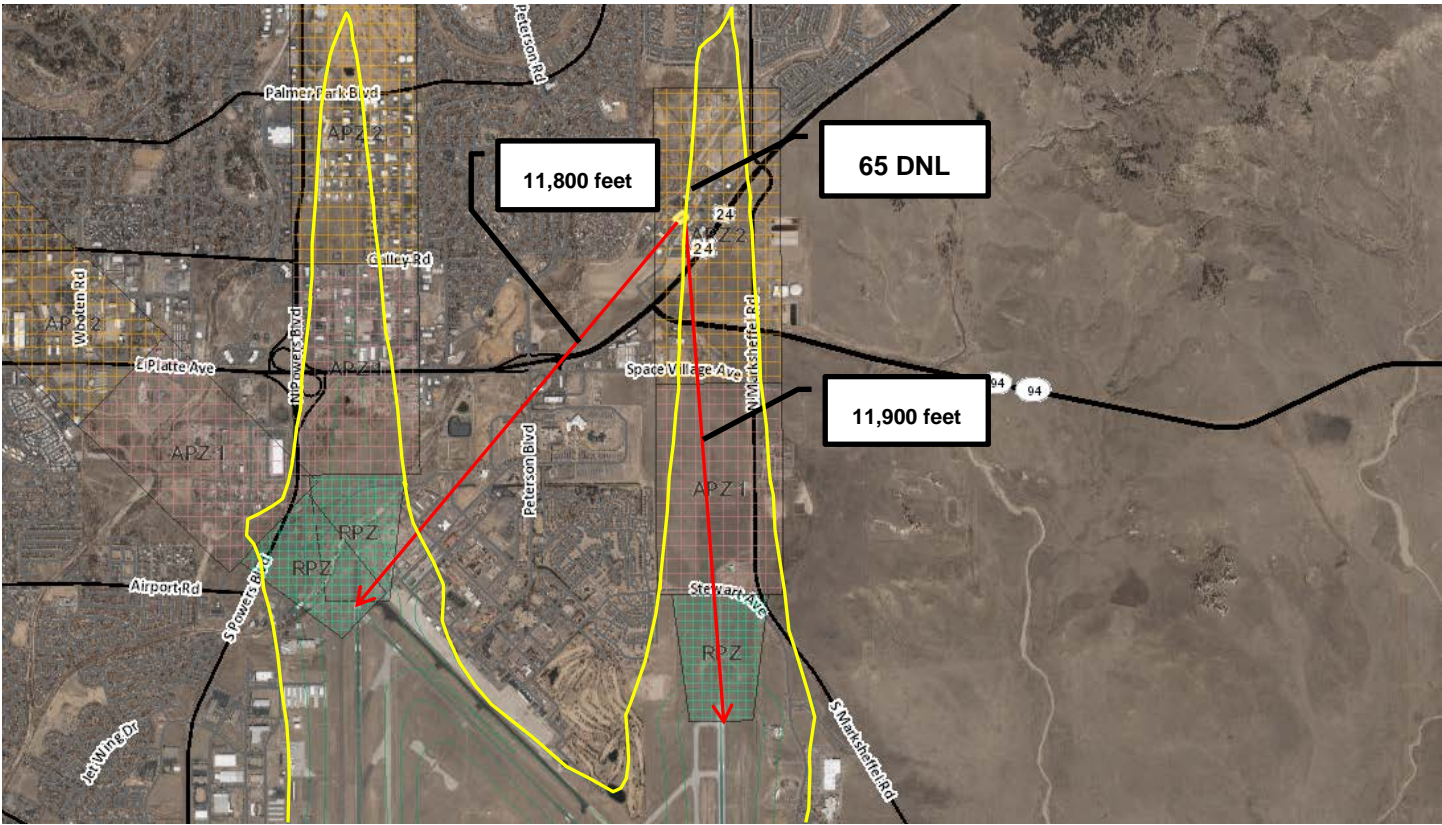 Peterson Rd
Palmer Park Blvd
APZ 2
11,800 feet
65 DNL
24
APZ 2
24
Galley Rd
Wooten Rd
APZ 2
N Powers Blvd
N Marksheffel Rd
E Platte Ave
APZ 1
Space Village Ave
94
94
11,900 feet
APZ 1
Peterson Blvd
APZ 1
RPZ
RPZ
Airport Rd
S Powers Blvd
Stewart Ave
RPZ
Jet Wing Dr
S Marksheffel Rd